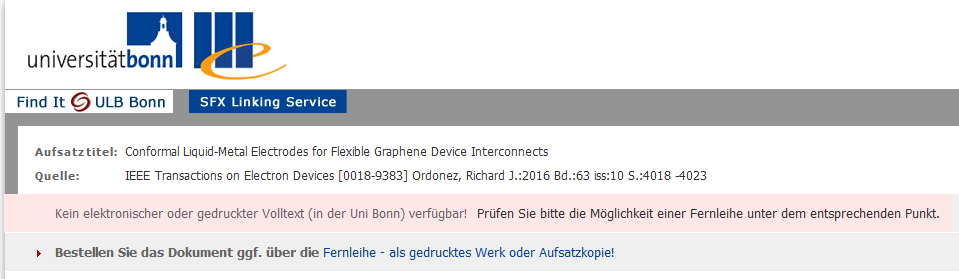 universitätbonn
Find It ULB Bonn SFX Linking Service
Aufsatztitel: Conformal Liquid-Metal Electrodes for Flexible Graphene Device Interconnects
Quelle: IEEE Transactions on Electron Devices [0018-9383] Ordonez, Richard J.:2016 Bd.:63 iss:10 S.:4018 -4023
Kein elektronischer oder gedruckter Volltext (in der Uni Bonn) verfügbar! Prüfen Sie bitte die Möglichkeit einer Fernleihe unter dem entsprechenden Punkt.
Bestellen Sie das Dokument ggf. über die Fernleihe - als gedrucktes Werk oder Aufsatzkopie!